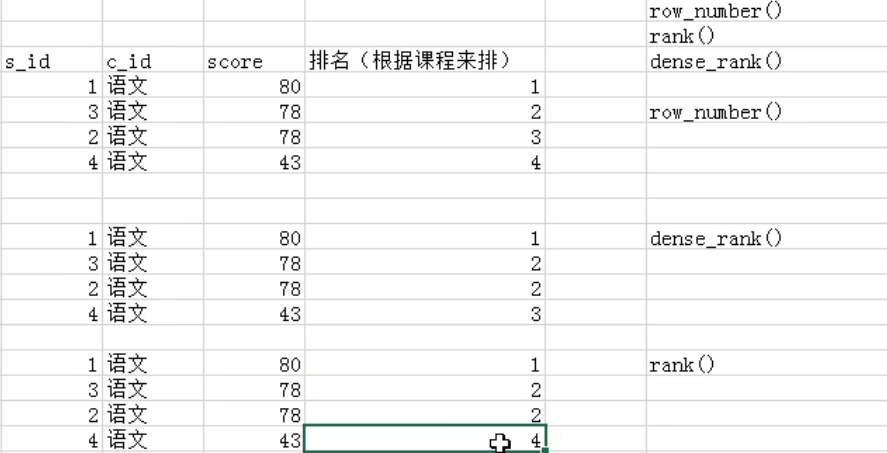 row_number()
rank()
s_id c_id score 排名（根据课程来排） dense_rank()
1 语文 80 1
3 语文 78 2 row_number()
2 语文 78 3
4 语文 43 4
1 语文 80 1 dense_rank()
3 语文 78 2
2 语文 78 2
4 语文 43 3
1 语文 80 1 rank()
3 语文 78 2
2 语文 78 2
4 语文 43 4